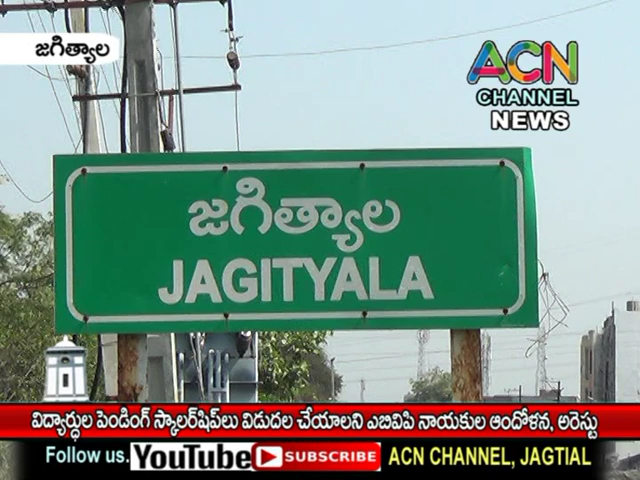 జగిత్యాల
ACN
CHANNEL
NEWS
జగిత్యాల
JAGITYALA
విద్యార్ధుల పెండింగ్ స్కాలర్‌షిప్‌లు విడుదల చేయాలని ఎబివిపి నాయకుల ఆందోళన, అరెస్టు
Follow us. YouTube SUBSCRIBE ACN CHANNEL, JAGTIAL